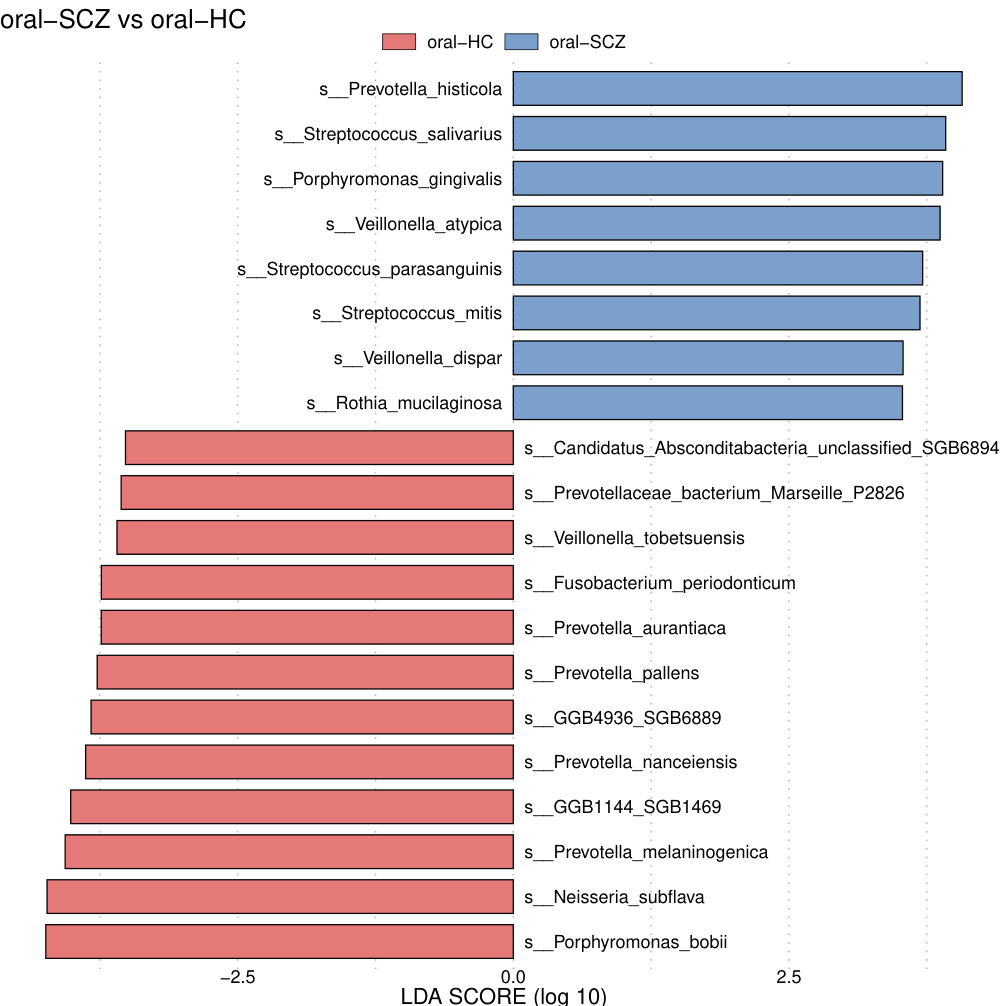 oral−SCZ vs oral−HC
oral−HC oral−SCZ
s__Prevotella_histicola
s__Streptococcus_salivarius
s__Porphyromonas_gingivalis
s__Veillonella_atypica
s__Streptococcus_parasanguinis
s__Streptococcus_mitis
s__Veillonella_dispar
s__Rothia_mucilaginosa
s__Candidatus_Absconditabacteria_unclassified_SGB6894
s__Prevotellaceae_bacterium_Marseille_P2826
s__Veillonella_tobetsuensis
s__Fusobacterium_periodonticum
s__Prevotella_aurantiaca
s__Prevotella_pallens
s__GGB4936_SGB6889
s__Prevotella_nanceiensis
s__GGB1144_SGB1469
s__Prevotella_melaninogenica
s__Neisseria_subflava
s__Porphyromonas_bobii
−2.5 0.0 2.5
LDA SCORE (log 10)